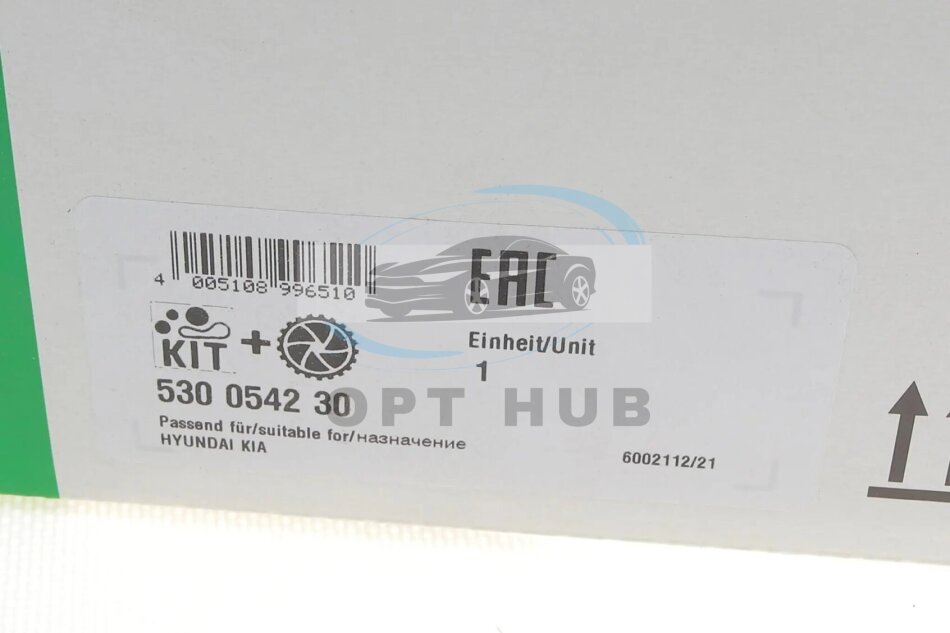 4 005108 996510
EAC
KIT +
Einheit/Unit
1
530 0542 30
OPT HUB
Passend für/suitable for/назначение
HYUNDAI KIA
6002112/21